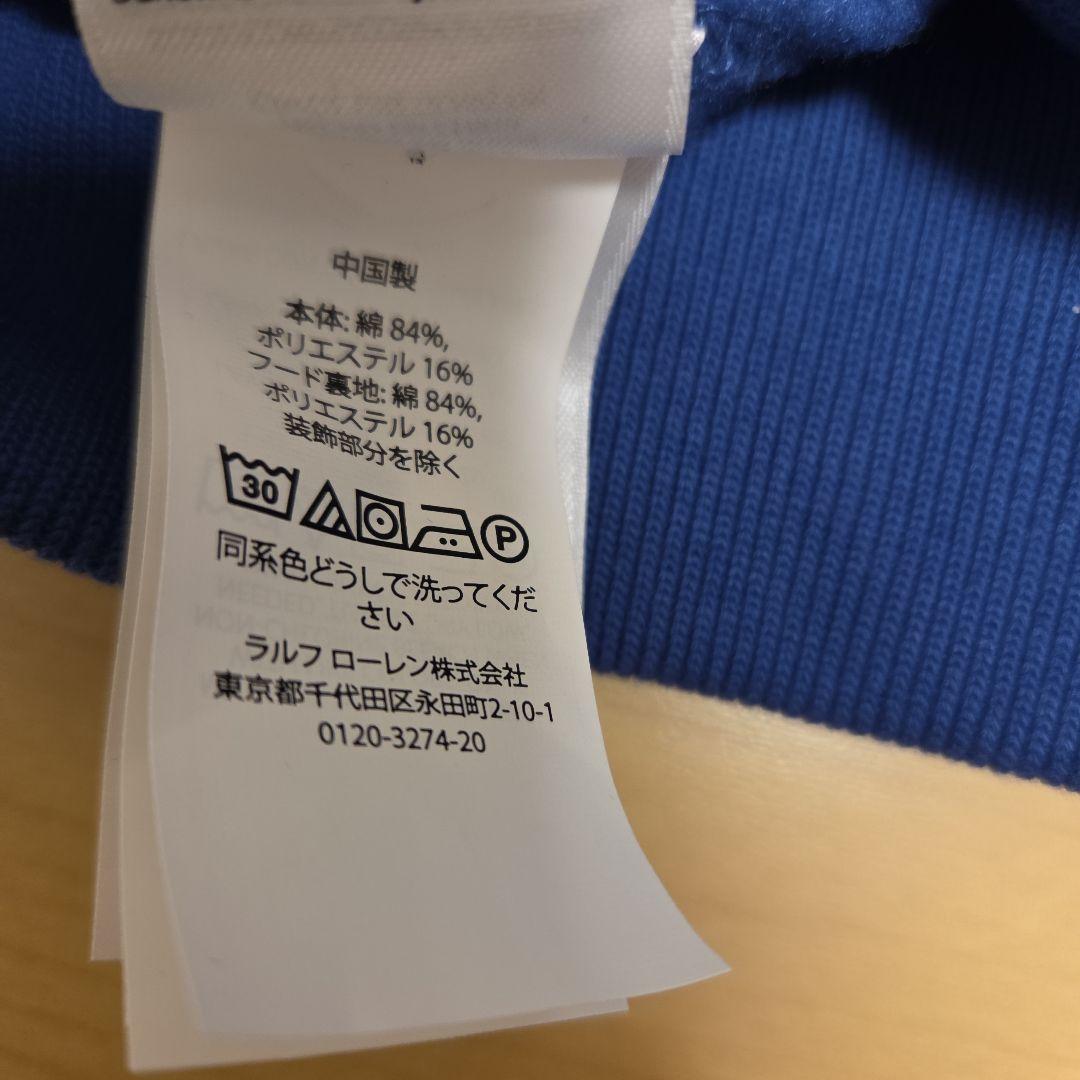 中国製
本体: 綿 84%,
ポリエステル 16%
フード裏地: 綿 84%,
ポリエステル 16%
装飾部分を除く
30 P
同系色どうしで洗ってくだ
さい
ラルフ ローレン株式会社
東京都千代田区永田町2-10-1
0120-3274-20